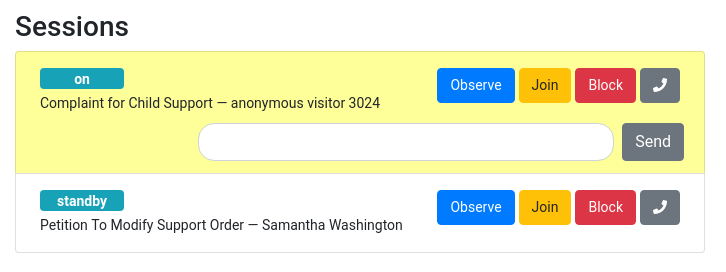 Sessions
on
Observe Join Block
Complaint for Child Support — anonymous visitor 3024
Send
standby
Observe Join Block
Petition To Modify Support Order — Samantha Washington